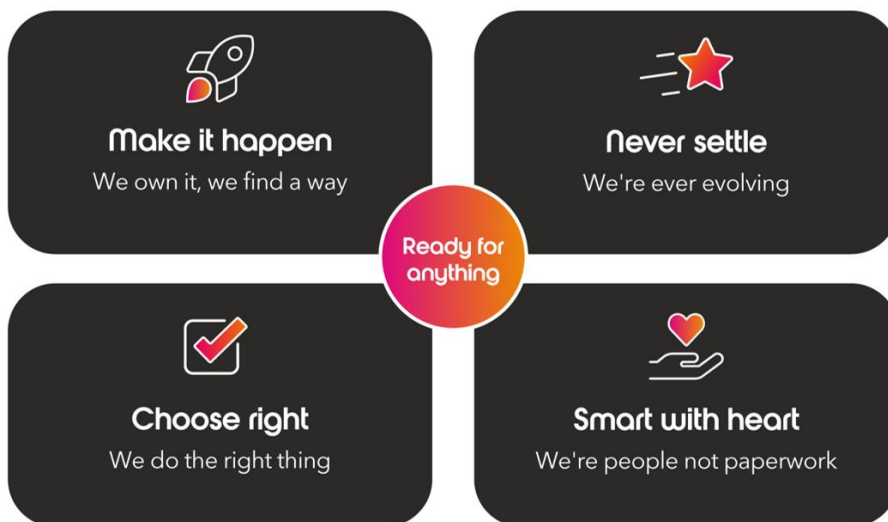 Make it happen
We own it, we find a way
Never settle
We're ever evolving
Ready for
anything
Choose right
We do the right thing
Smart with heart
We're people not paperwork